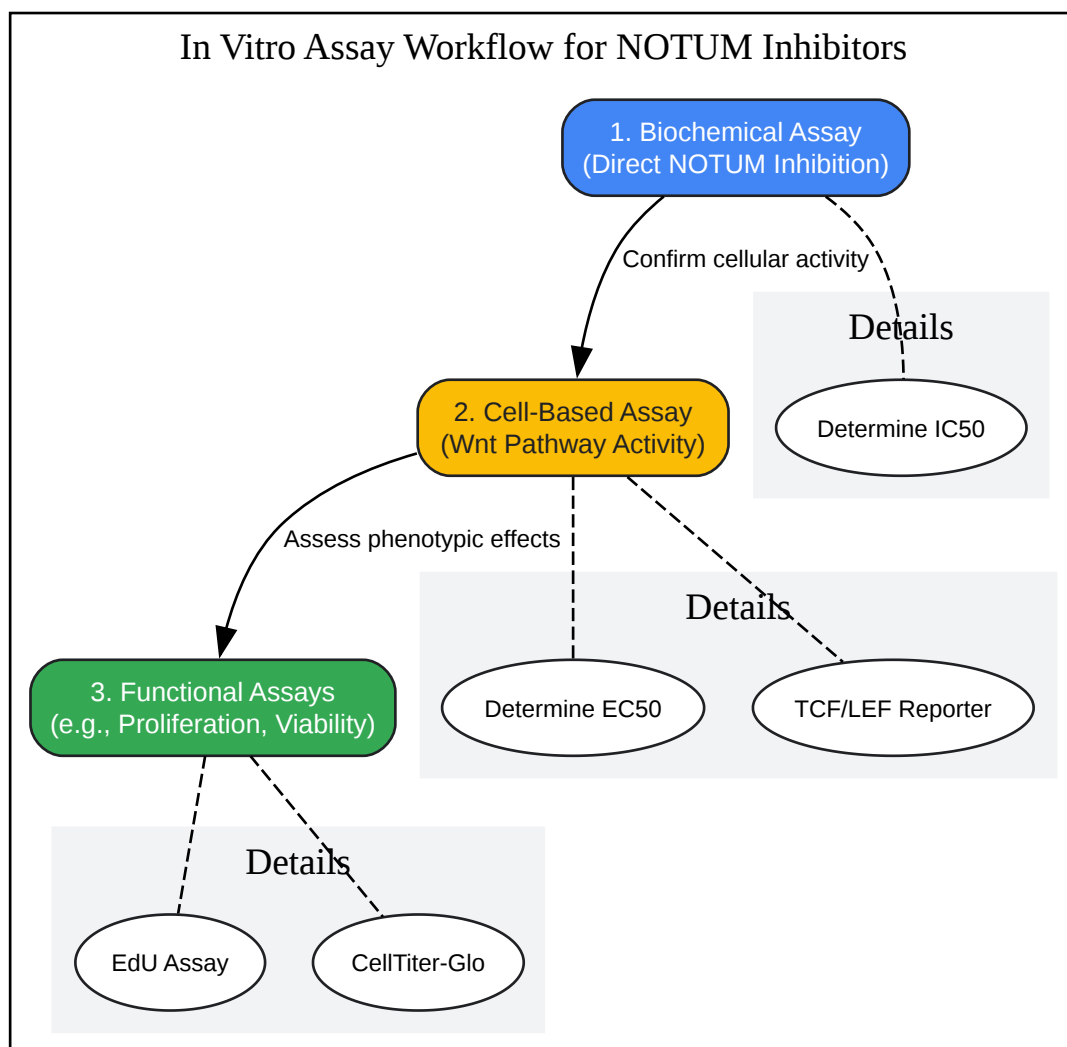 In Vitro Assay Workflow for NOTUM Inhibitors
1. Biochemical Assay
(Direct NOTUM Inhibition)
Confirm cellular activity
Details
Determine IC50
2. Cell-Based Assay
(Wnt Pathway Activity)
Assess phenotypic effects
Details
Determine EC50
TCF/LEF Reporter
3. Functional Assays
(e.g., Proliferation, Viability)
Details
EdU Assay
CellTiter-Glo